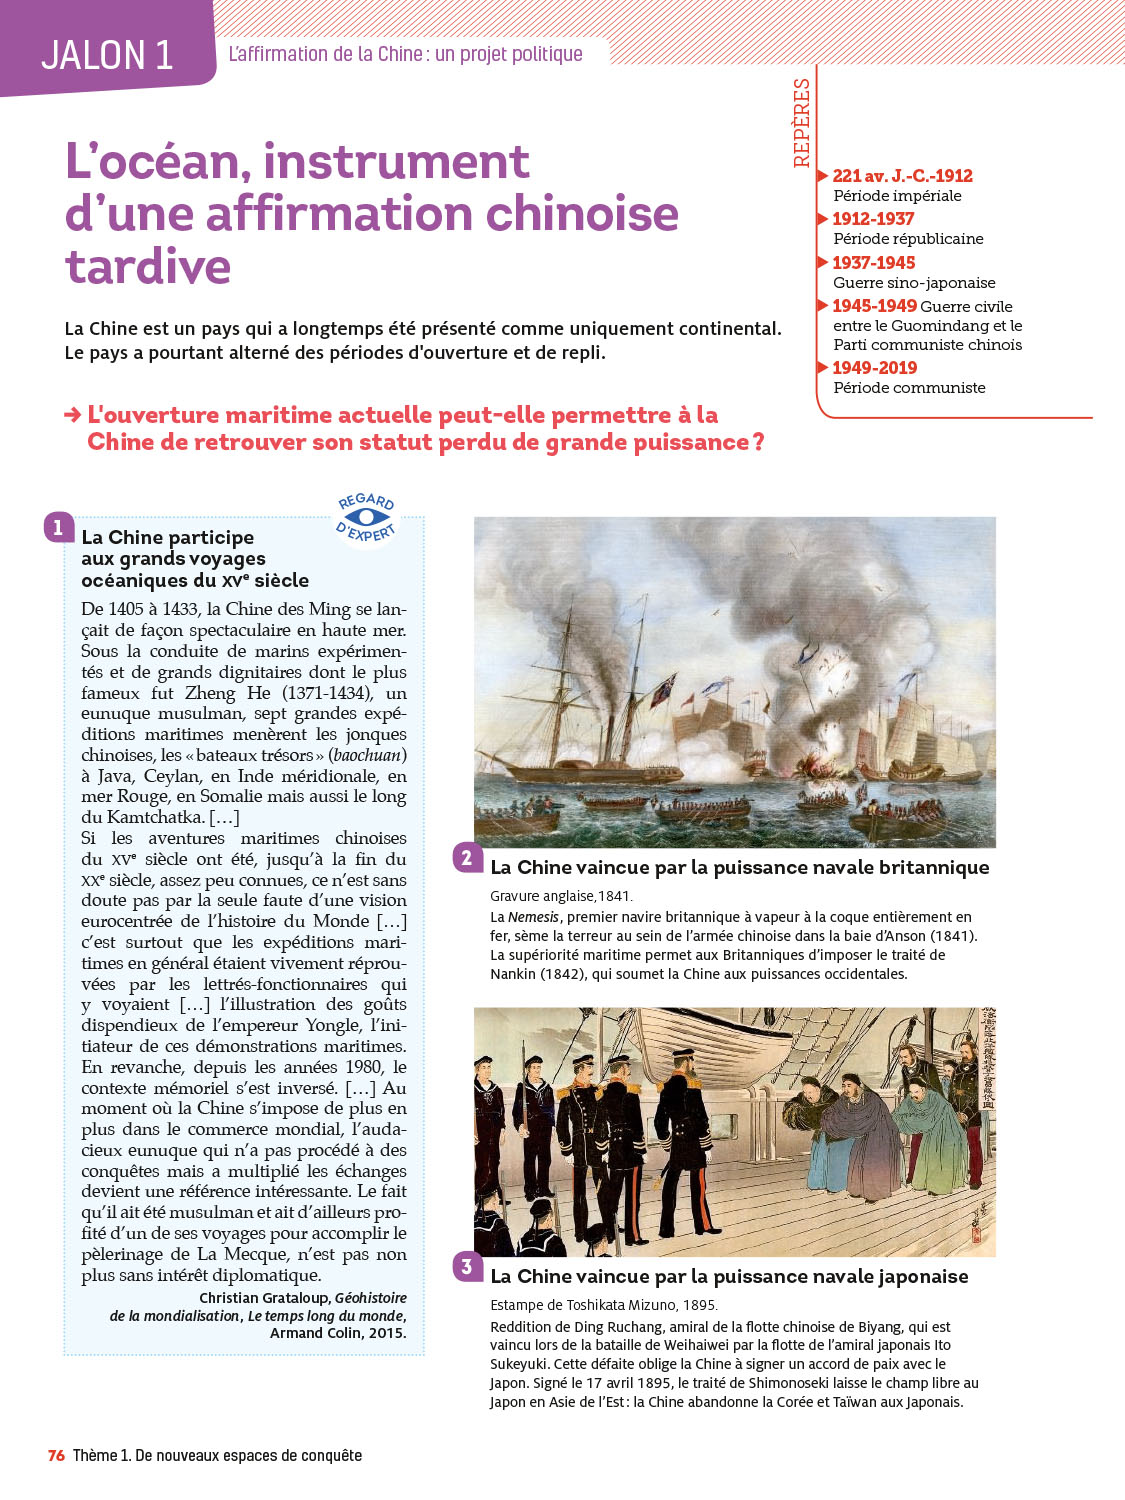 JALON 1
L’affirmation de la Chine : un projet politique
L’océan, instrument
d’une affirmation chinoise
tardive
La Chine est un pays qui a longtemps été présenté comme uniquement continental.
Le pays a pourtant alterné des périodes d'ouverture et de repli.
→ L'ouverture maritime actuelle peut-elle permettre à la
Chine de retrouver son statut perdu de grande puissance ?
REPÈRES
221 av. J.-C.-1912
Période impériale
1912-1937
Période républicaine
1937-1945
Guerre sino-japonaise
1945-1949 Guerre civile
entre le Guomindang et le
Parti communiste chinois
1949-2019
Période communiste
REGARD
D’EXPERT
1
La Chine participe
aux grands voyages
océaniques du XVe siècle
De 1405 à 1433, la Chine des Ming se lan-
çait de façon spectaculaire en haute mer.
Sous la conduite de marins expérimen-
tés et de grands dignitaires dont le plus
fameux fut Zheng He (1371-1434), un
eunuque musulman, sept grandes expé-
ditions maritimes menèrent les jonques
chinoises, les « bateaux trésors » (baochuan)
à Java, Ceylan, en Inde méridionale, en
mer Rouge, en Somalie mais aussi le long
du Kamtchatka. […]
Si les aventures maritimes chinoises
du XVe siècle ont été, jusqu’à la fin du
XXe siècle, assez peu connues, ce n’est sans
doute pas par la seule faute d’une vision
eurocentrée de l’histoire du Monde […]
c’est surtout que les expéditions mari-
times en général étaient vivement réprou-
vées par les lettrés-fonctionnaires qui
y voyaient […] l’illustration des goûts
dispendieux de l’empereur Yongle, l’ini-
tiateur de ces démonstrations maritimes.
En revanche, depuis les années 1980, le
contexte mémoriel s’est inversé. […] Au
moment où la Chine s’impose de plus en
plus dans le commerce mondial, l’auda-
cieux eunuque qui n’a pas procédé à des
conquêtes mais a multiplié les échanges
devient une référence intéressante. Le fait
qu’il ait été musulman et ait d’ailleurs pro-
fité d’un de ses voyages pour accomplir le
pèlerinage de La Mecque, n’est pas non
plus sans intérêt diplomatique.
Christian Grataloup, Géohistoire
de la mondialisation, Le temps long du monde,
Armand Colin, 2015.
2
La Chine vaincue par la puissance navale britannique
Gravure anglaise,1841.
La Nemesis, premier navire britannique à vapeur à la coque entièrement en
fer, sème la terreur au sein de l’armée chinoise dans la baie d’Anson (1841).
La supériorité maritime permet aux Britanniques d’imposer le traité de
Nankin (1842), qui soumet la Chine aux puissances occidentales.
3
La Chine vaincue par la puissance navale japonaise
Estampe de Toshikata Mizuno, 1895.
Reddition de Ding Ruchang, amiral de la flotte chinoise de Biyang, qui est
vaincu lors de la bataille de Weihaiwei par la flotte de l’amiral japonais Ito
Sukeyuki. Cette défaite oblige la Chine à signer un accord de paix avec le
Japon. Signé le 17 avril 1895, le traité de Shimonoseki laisse le champ libre au
Japon en Asie de l’Est : la Chine abandonne la Corée et Taïwan aux Japonais.
76 Thème 1. De nouveaux espaces de conquête